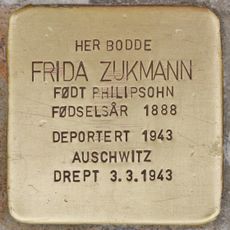 HER BODDE
FRIDA ZUKMANN
FØDT PHILIPSOHN
FØDSELSÅR 1888
DEPORTERT 1943
AUSCHWITZ
DREPT 3.3.1943